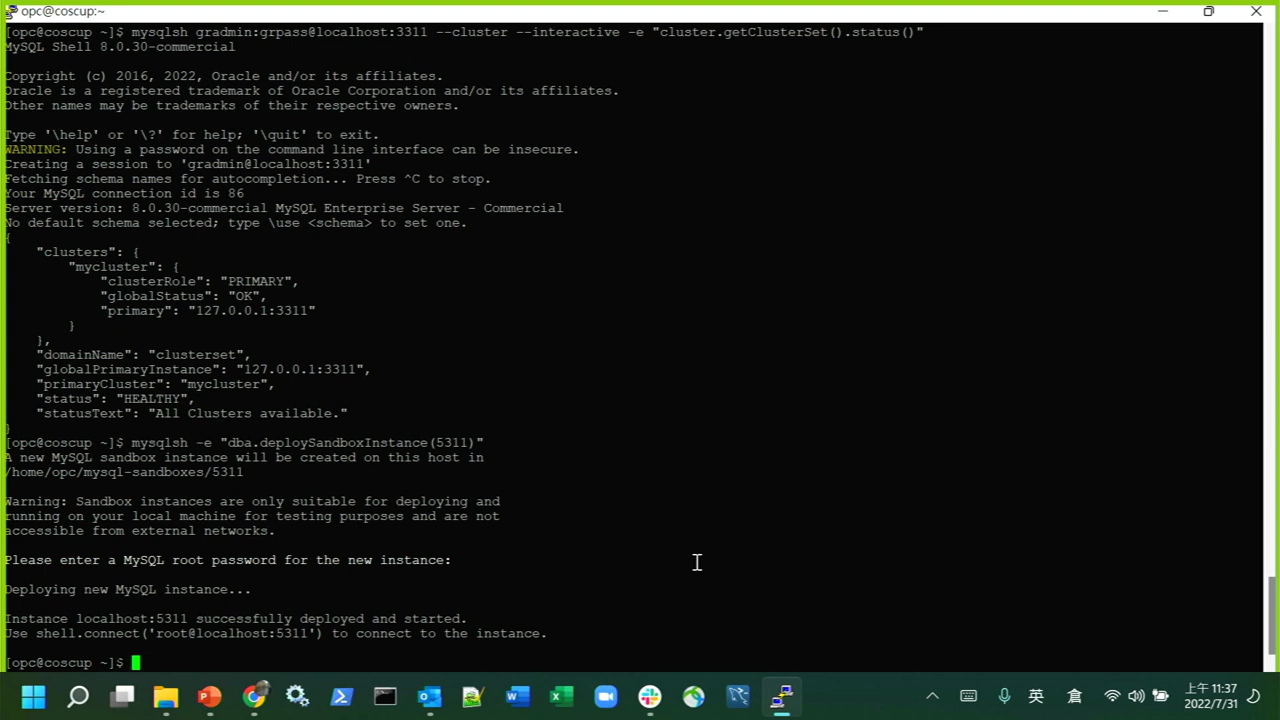 opc@coscup:~
[opc@coscup ~]$ mysqlsh gradmin:grpass@localhost:3311 --cluster --interactive -e "cluster.getClusterSet().status()"
MySQL Shell 8.0.30-commercial
Copyright (c) 2016, 2022, Oracle and/or its affiliates.
Oracle is a registered trademark of Oracle Corporation and/or its affiliates.
Other names may be trademarks of their respective owners.
Type '\help' or '\?' for help; '\quit' to exit.
WARNING: Using a password on the command line interface can be insecure.
Creating a session to 'gradmin@localhost:3311'
Fetching schema names for autocompletion... Press ^C to stop.
Your MySQL connection id is 86
Server version: 8.0.30-commercial MySQL Enterprise Server - Commercial
No default schema selected; type \use <schema> to set one.
{
    "clusters": {
        "mycluster": {
            "clusterRole": "PRIMARY",
            "globalStatus": "OK",
            "primary": "127.0.0.1:3311"
        }
    },
    "domainName": "clusterset",
    "globalPrimaryInstance": "127.0.0.1:3311",
    "primaryCluster": "mycluster",
    "status": "HEALTHY",
    "statusText": "All Clusters available."
}
[opc@coscup ~]$ mysqlsh -e "dba.deploySandboxInstance(5311)"
A new MySQL sandbox instance will be created on this host in
/home/opc/mysql-sandboxes/5311
Warning: Sandbox instances are only suitable for deploying and
running on your local machine for testing purposes and are not
accessible from external networks.
Please enter a MySQL root password for the new instance:
Deploying new MySQL instance...
Instance localhost:5311 successfully deployed and started.
Use shell.connect('root@localhost:5311') to connect to the instance.
[opc@coscup ~]$
英
倉
上午 11:37
2022/7/31